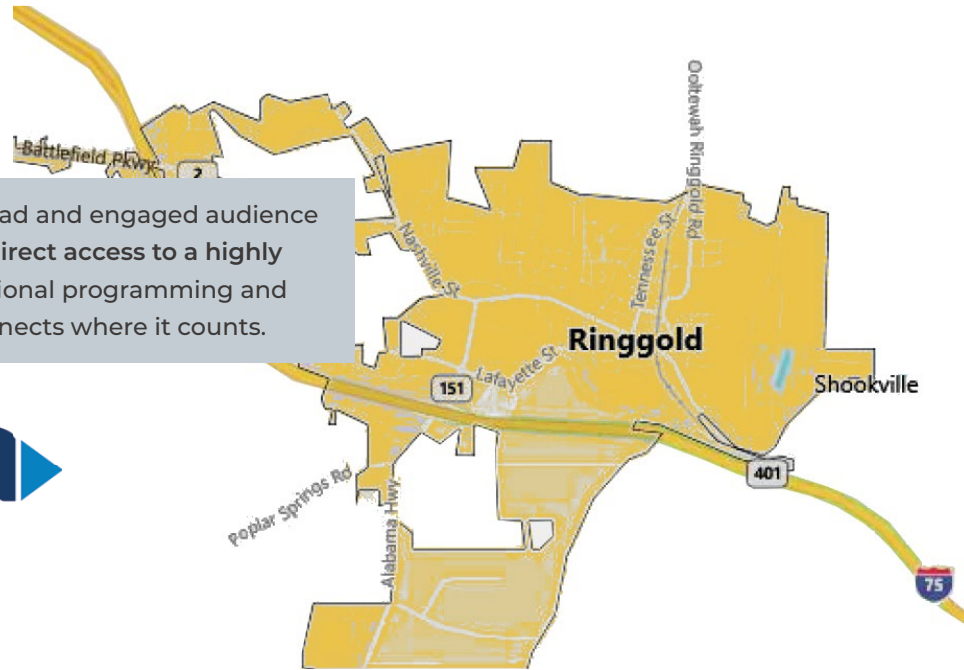 Battlefield Pkwy
2
ad and engaged audience
irect access to a highly
ional programming and
nects where it counts.
Ooltewah Ringgold Rd
Tennessee St
Nashville St
Ringgold
Lafayette St
151
Shookville
401
Poplar Springs Rd
Alabama Hwy
75